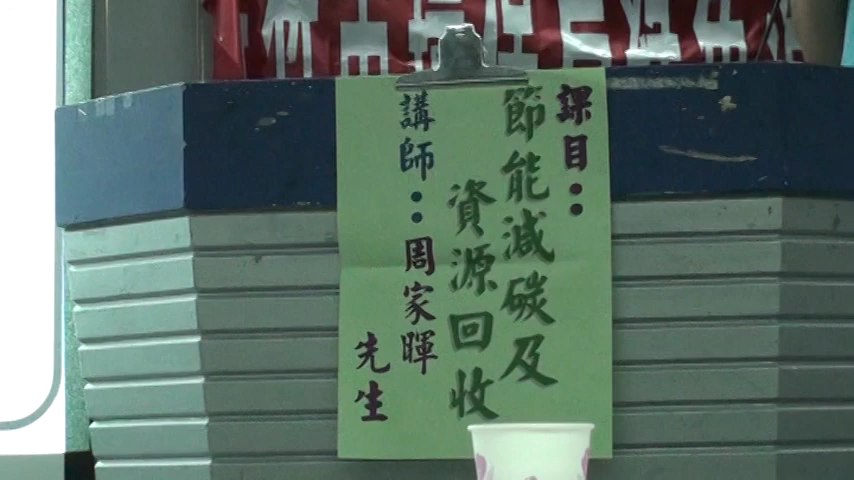 課目：
節能減碳及
資源回收
講師：周家暉
先生